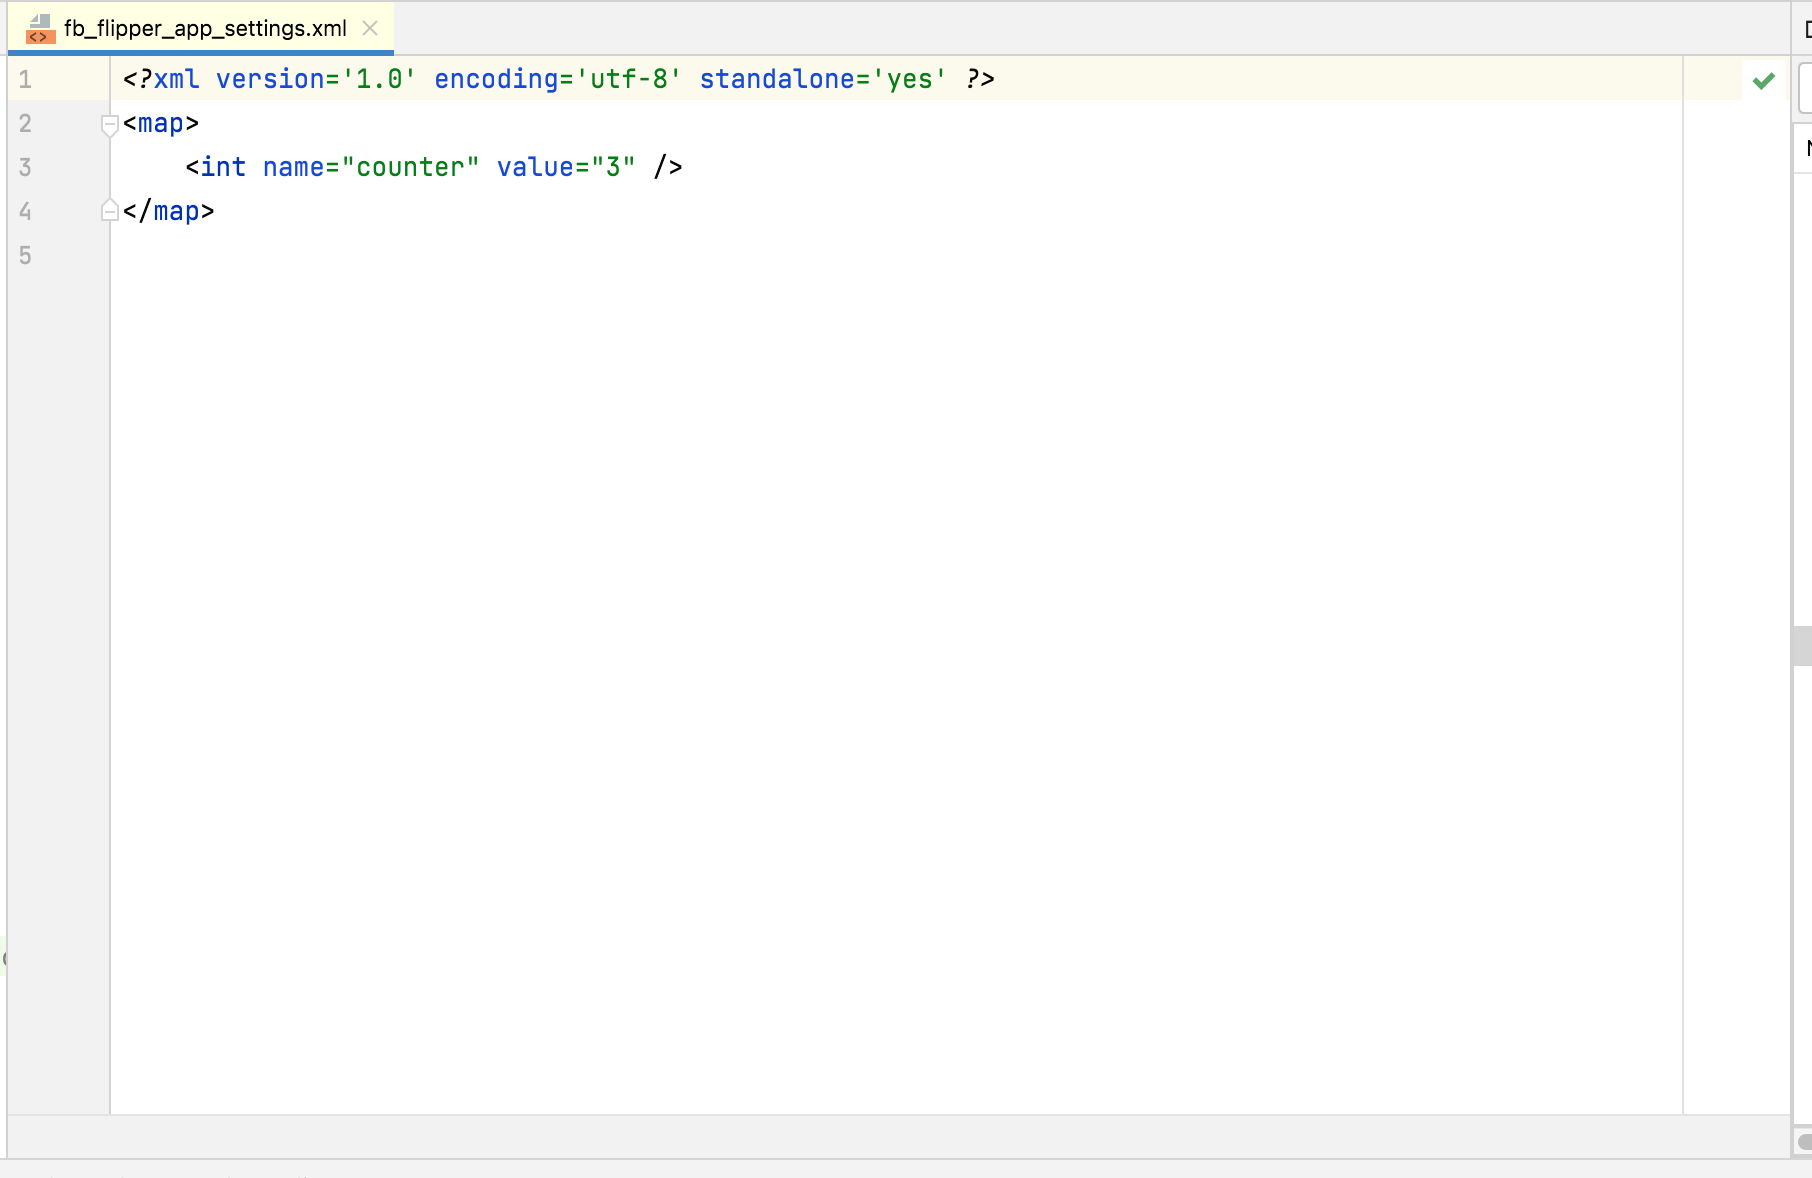 fb_flipper_app_settings.xml
1 <?xml version='1.0' encoding='utf-8' standalone='yes' ?>
2 <map>
3     <int name="counter" value="3" />
4 </map>
5